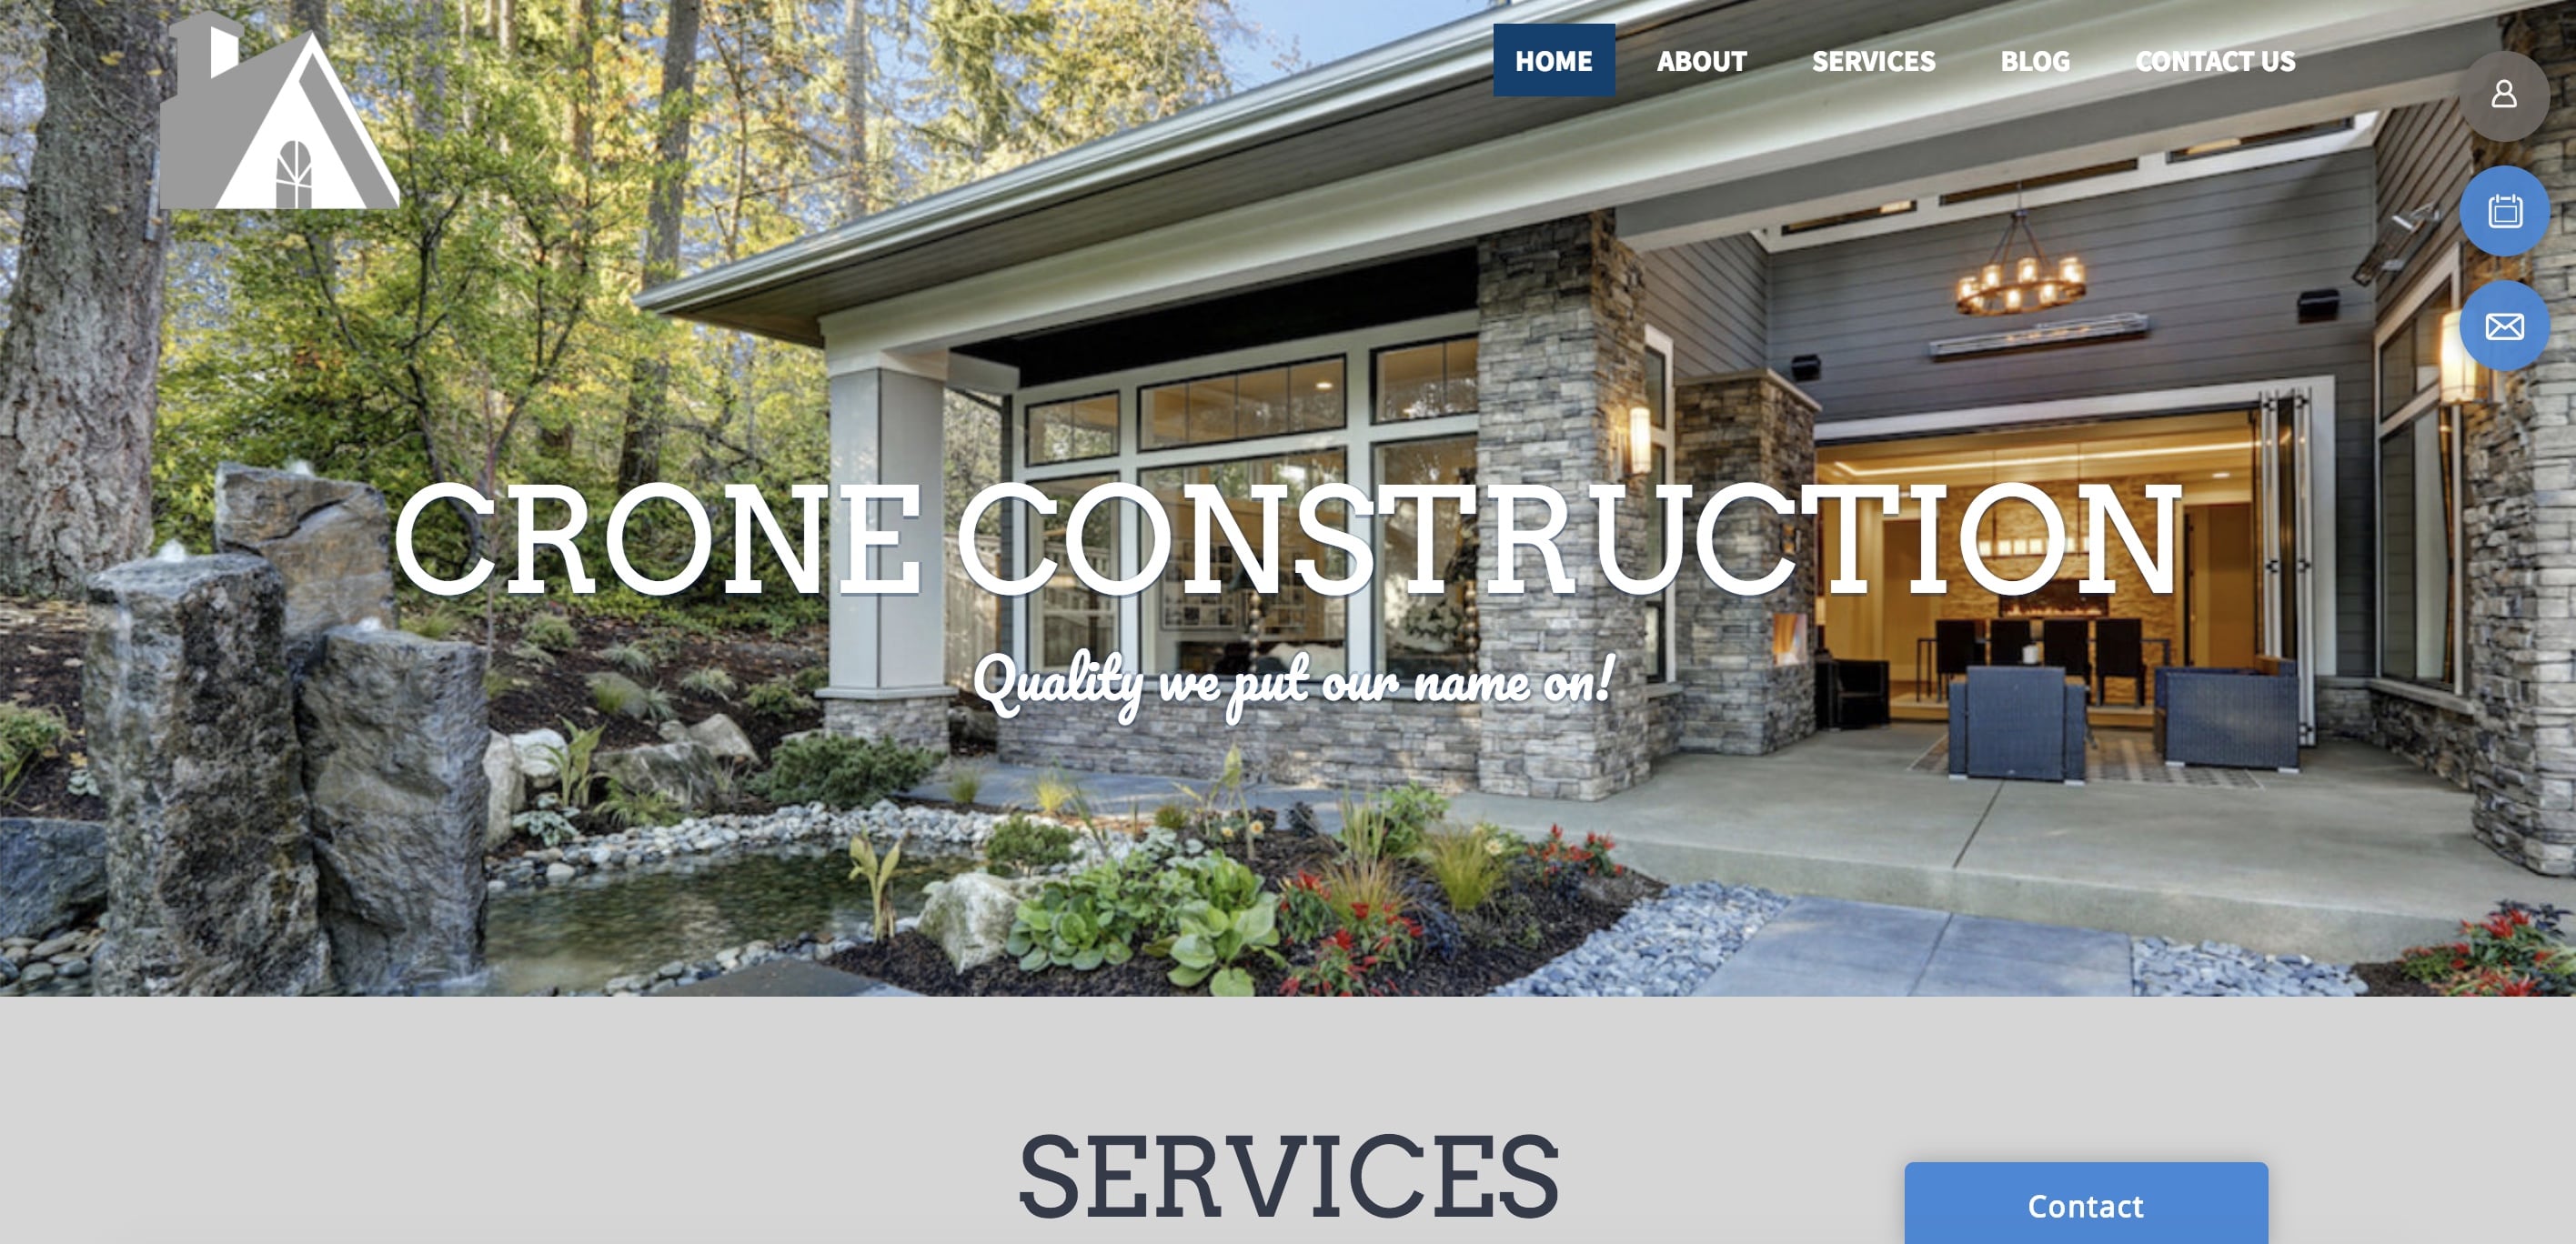 HOME ABOUT SERVICES BLOG CONTACT US
CRONE CONSTRUCTION
Quality we put our name on!
SERVICES
Contact